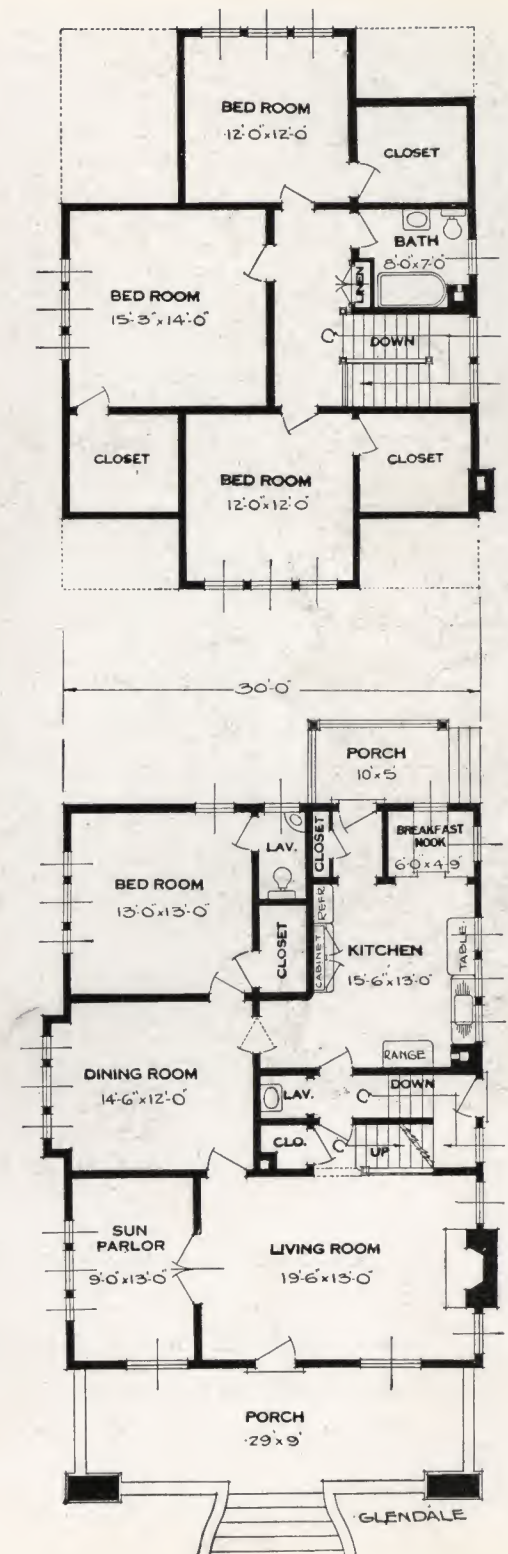 BED ROOM
12'-0"x12'-0"
CLOSET
BATH
8'-0"x7'-0"
LINEN
BED ROOM
15'-3"x14'-0"
DOWN
CLOSET
BED ROOM
12'-0"x12'-0"
CLOSET
30'-0"
PORCH
10'x5'
BED ROOM
13'-0"x13'-0"
LAV.
CLOSET
BREAKFAST
NOOK
6'-0"x4'-9"
REFR.
CLOSET
CABINET
KITCHEN
15'-6"x13'-0"
TABLE
DINING ROOM
14'-6"x12'-0"
RANGE
LAV.
DOWN
CLO.
UP
SUN
PARLOR
9'-0"x13'-0"
LIVING ROOM
19'-6"x13'-0"
PORCH
29'x9'
GLENDALE